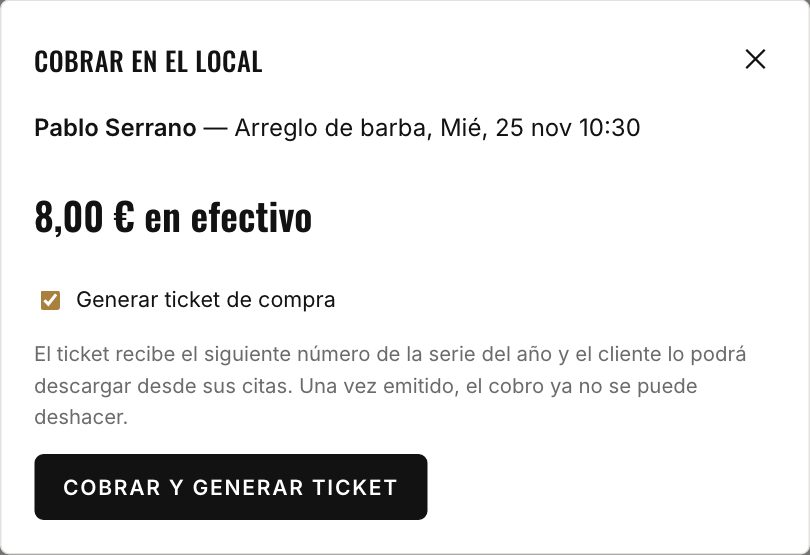 COBRAR EN EL LOCAL
Pablo Serrano — Arreglo de barba, Mié, 25 nov 10:30
8,00 € en efectivo
Generar ticket de compra
El ticket recibe el siguiente número de la serie del año y el cliente lo podrá
descargar desde sus citas. Una vez emitido, el cobro ya no se puede
deshacer.
COBRAR Y GENERAR TICKET